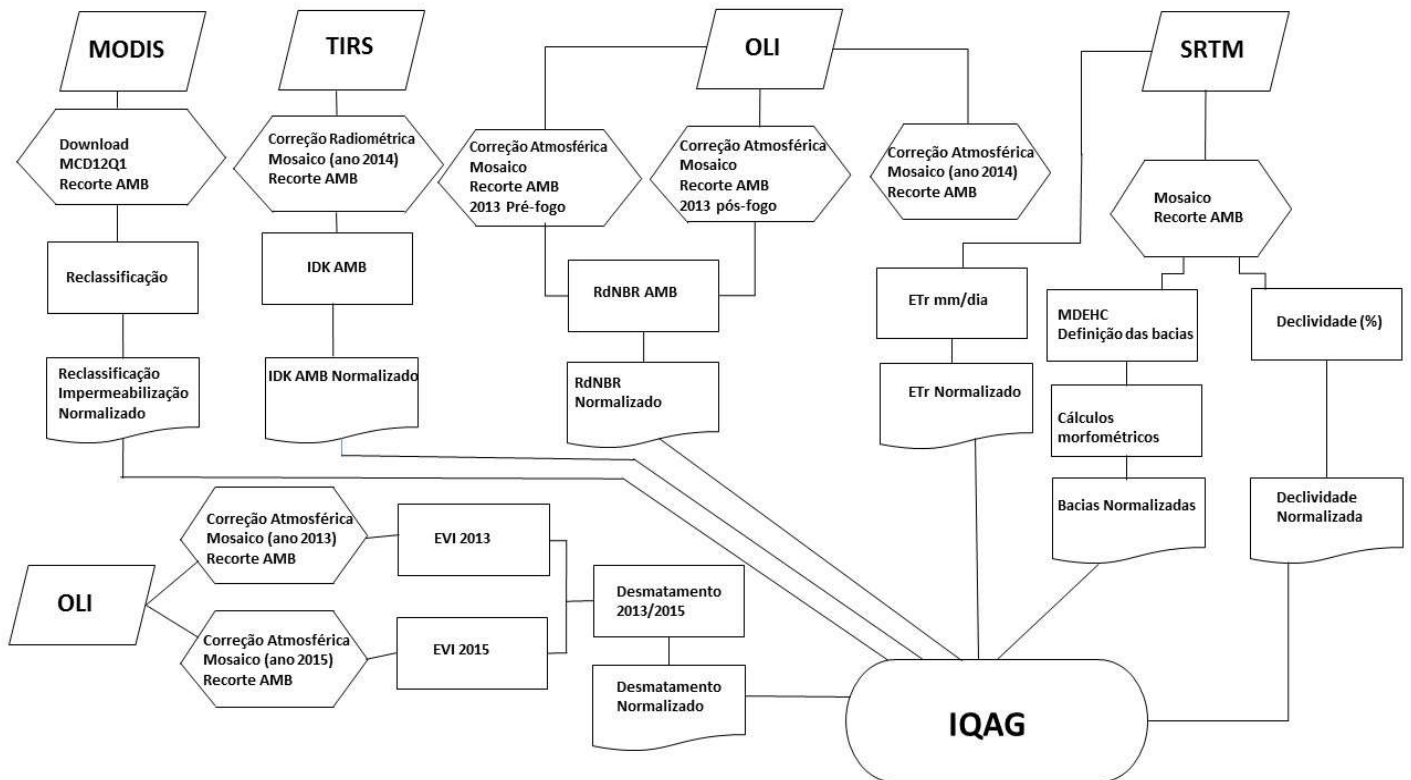 MODIS
TIRS
OLI
SRTM
Download
MCD12Q1
Recorte AMB
Correção Radiométrica
Mosaico (ano 2014)
Recorte AMB
Correção Atmosférica
Mosaico
Recorte AMB
2013 Pré-fogo
Correção Atmosférica
Mosaico
Recorte AMB
2013 pós-fogo
Correção Atmosférica
Mosaico (ano 2014)
Recorte AMB
Mosaico
Recorte AMB
Reclassificação
IDK AMB
RdNBR AMB
ETr mm/dia
MDEHC
Definição das bacias
Declividade (%)
Reclassificação
Impermeabilização
Normalizado
IDK AMB Normalizado
RdNBR
Normalizado
ETr Normalizado
Cálculos
morfométricos
Bacias Normalizadas
Declividade
Normalizada
OLI
Correção Atmosférica
Mosaico (ano 2013)
Recorte AMB
EVI 2013
Correção Atmosférica
Mosaico (ano 2015)
Recorte AMB
EVI 2015
Desmatamento
2013/2015
Desmatamento
Normalizado
IQAG